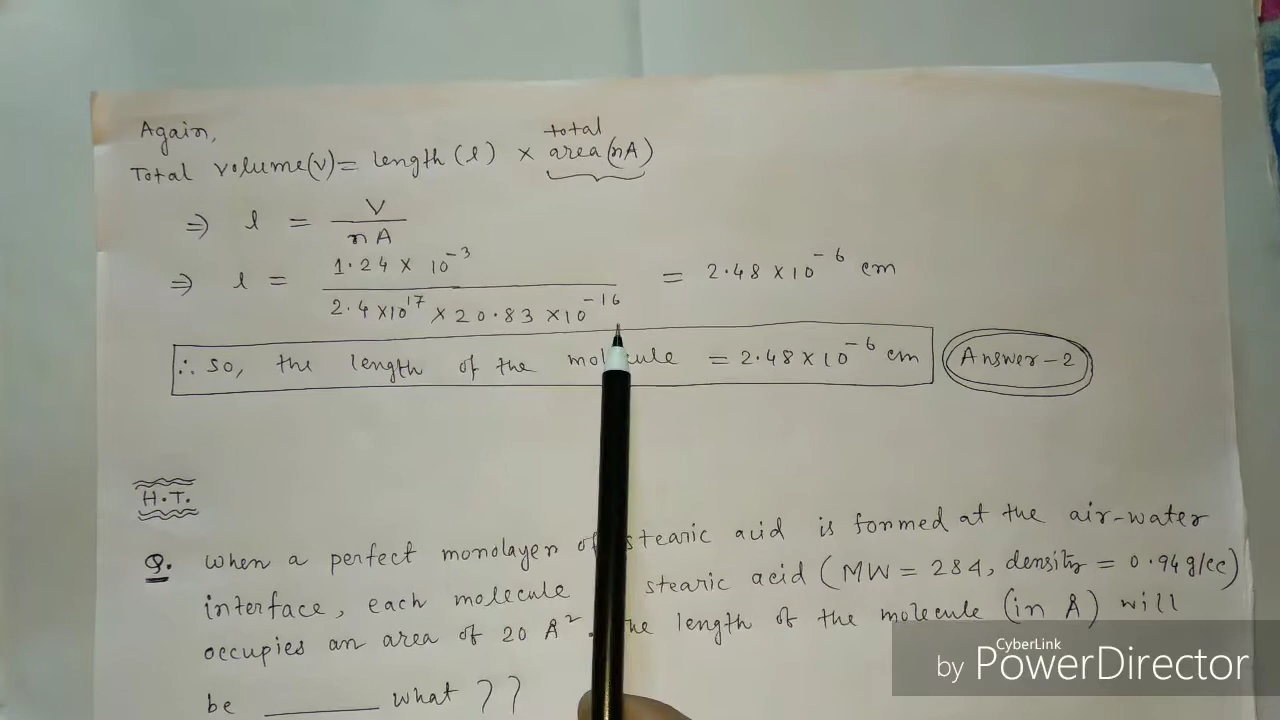 Again,
Total volume(v)= length (l) × total area(nA)
⇒ l = V / nA
⇒ l = 1.24 × 10⁻³ / 2.4 ×10¹⁷ × 20.83 ×10⁻¹⁶ = 2.48 ×10⁻⁶ cm
∴ so, the length of the molecule = 2.48 × 10⁻⁶ cm Answer-2
H.T.
Q. When a perfect monolayer of stearic acid is formed at the air-water
interface, each molecule stearic acid (MW = 284, density = 0.94 g/cc)
occupies an area of 20 Å². The length of the molecule (in Å) will
be ______ what ??
CyberLink
by PowerDirector